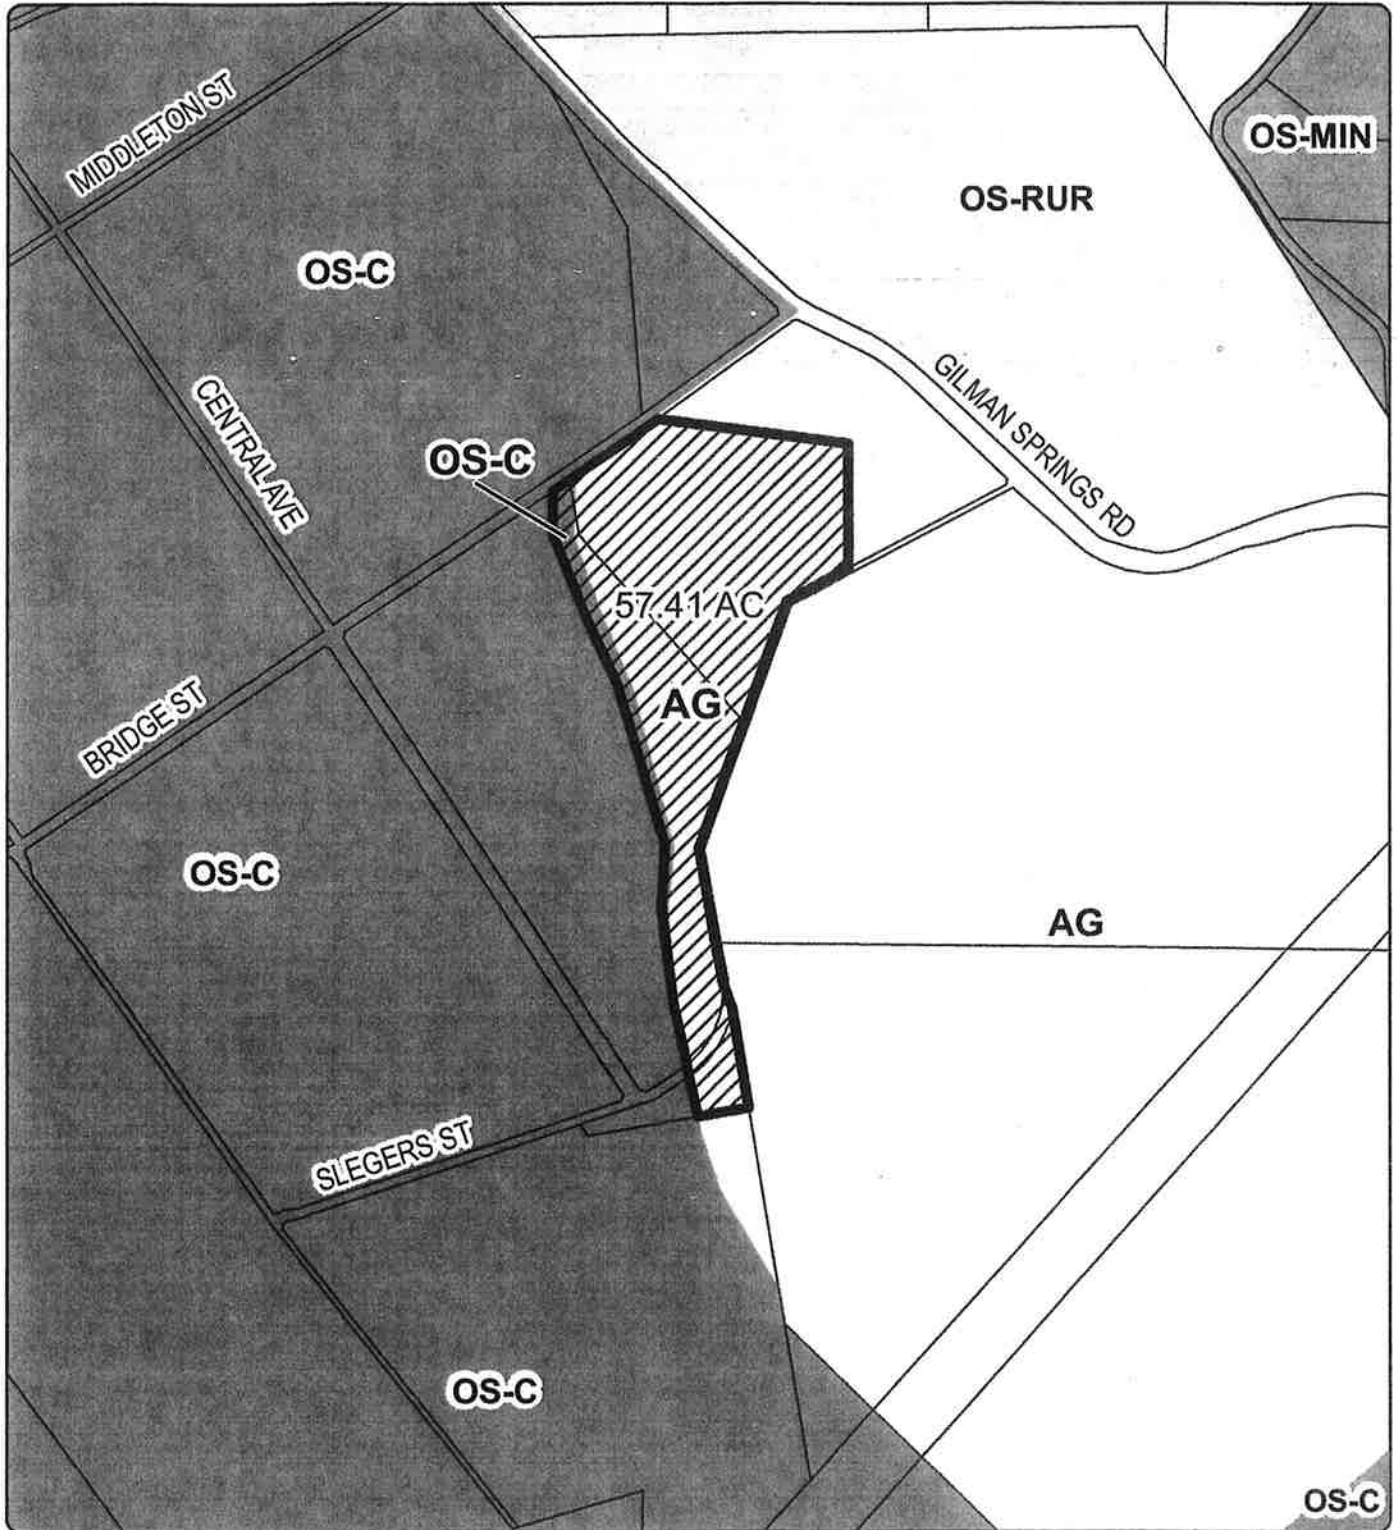 MIDDLETON ST
OS-MIN
OS-RUR
OS-C
GILMAN SPRINGS RD
CENTRAL AVE
OS-C
57.41 AC
AG
BRIDGE ST
OS-C
AG
SLEGERS ST
OS-C
OS-C